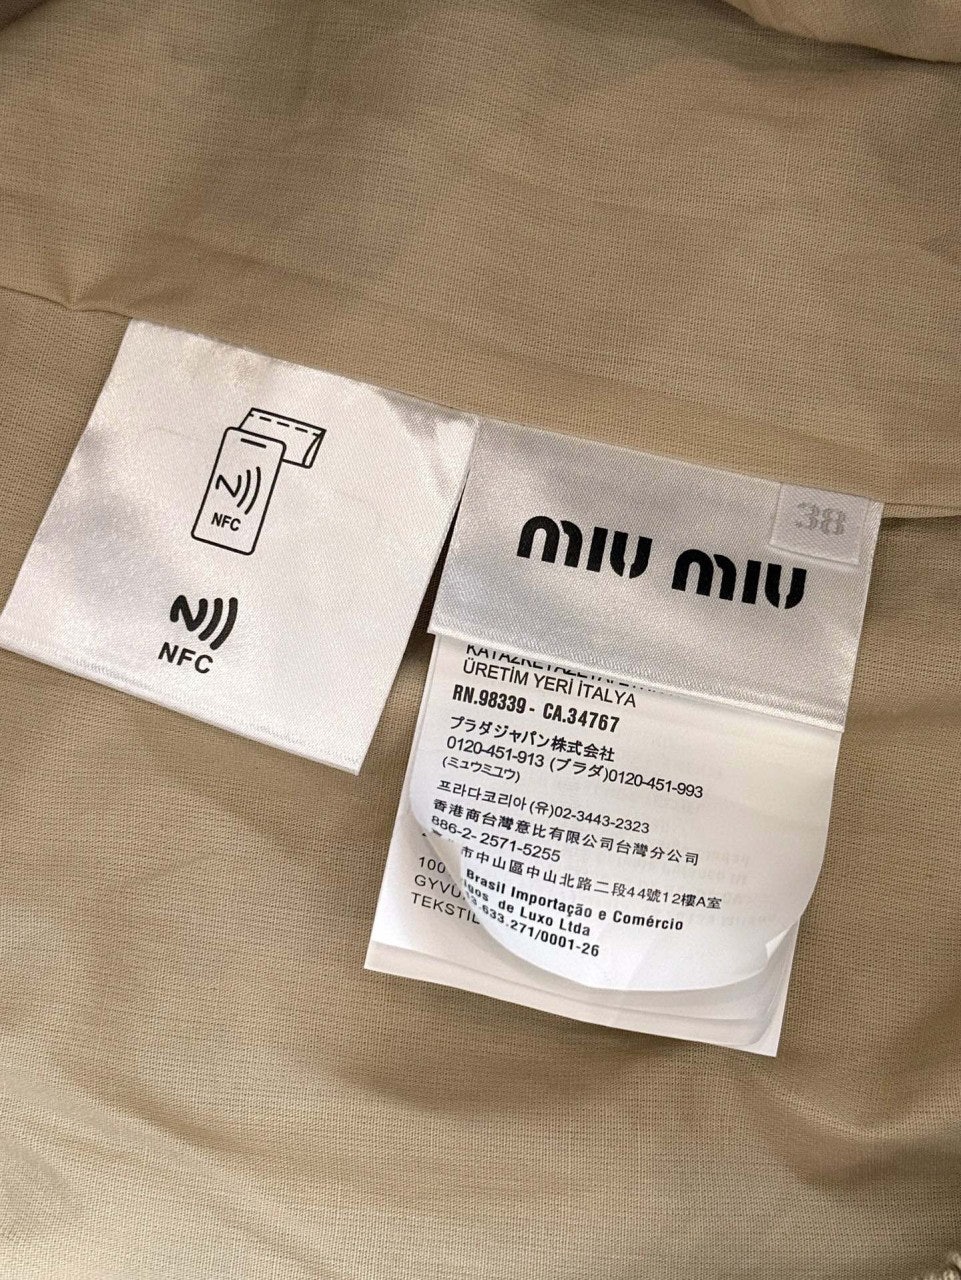 NFC
NFC
38
miu miu
ÜRETİM YERİ İTALYA
RN.98339 - CA.34767
プラダジャパン株式会社
0120-451-913 (プラダ)0120-451-993
(ミュウミュウ)
프라다코리아(유)02-3443-2323
香港商台灣意比有限公司台灣分公司
886-2- 2571-5255
市中山區中山北路二段44號12樓A室
Brasil Importação e Comércio
de Luxo Ltda
633.271/0001-26
100